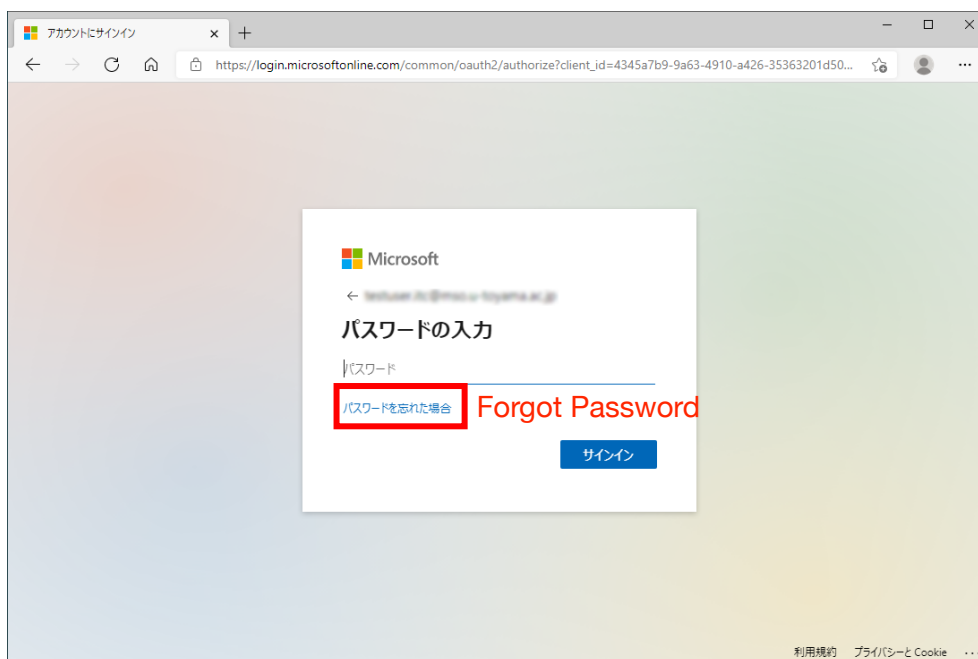 アカウントにサインイン
https://login.microsoftonline.com/common/oauth2/authorize?client_id=4345a7b9-9a63-4910-a426-35363201d50...
Microsoft
パスワードの入力
パスワード
パスワードを忘れた場合 Forgot Password
サインイン
利用規約 プライバシーと Cookie ...